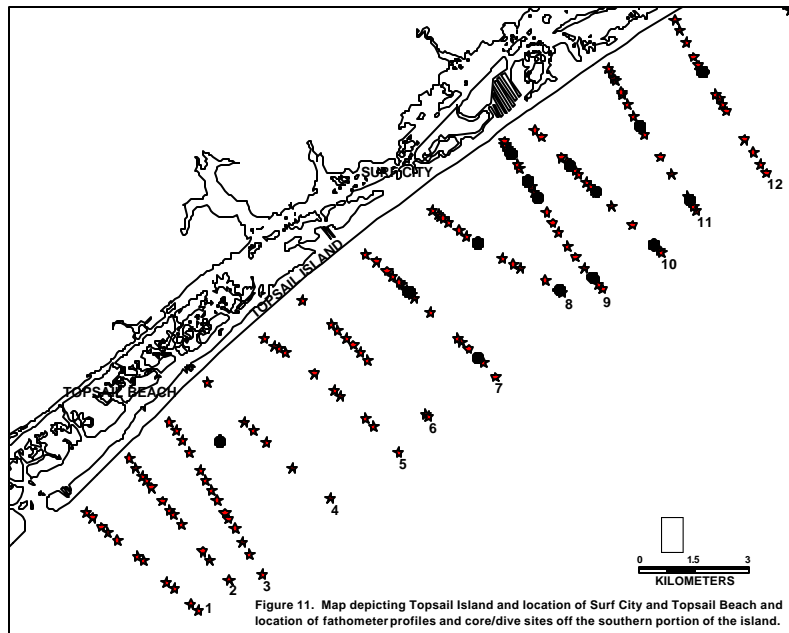 SURF CITY
TOPSAIL ISLAND
TOPSAIL BEACH
12
11
10
9
8
7
6
5
4
3
2
1
0 1.5 3
KILOMETERS
Figure 11. Map depicting Topsail Island and location of Surf City and Topsail Beach and
location of fathometer profiles and core/dive sites off the southern portion of the island.